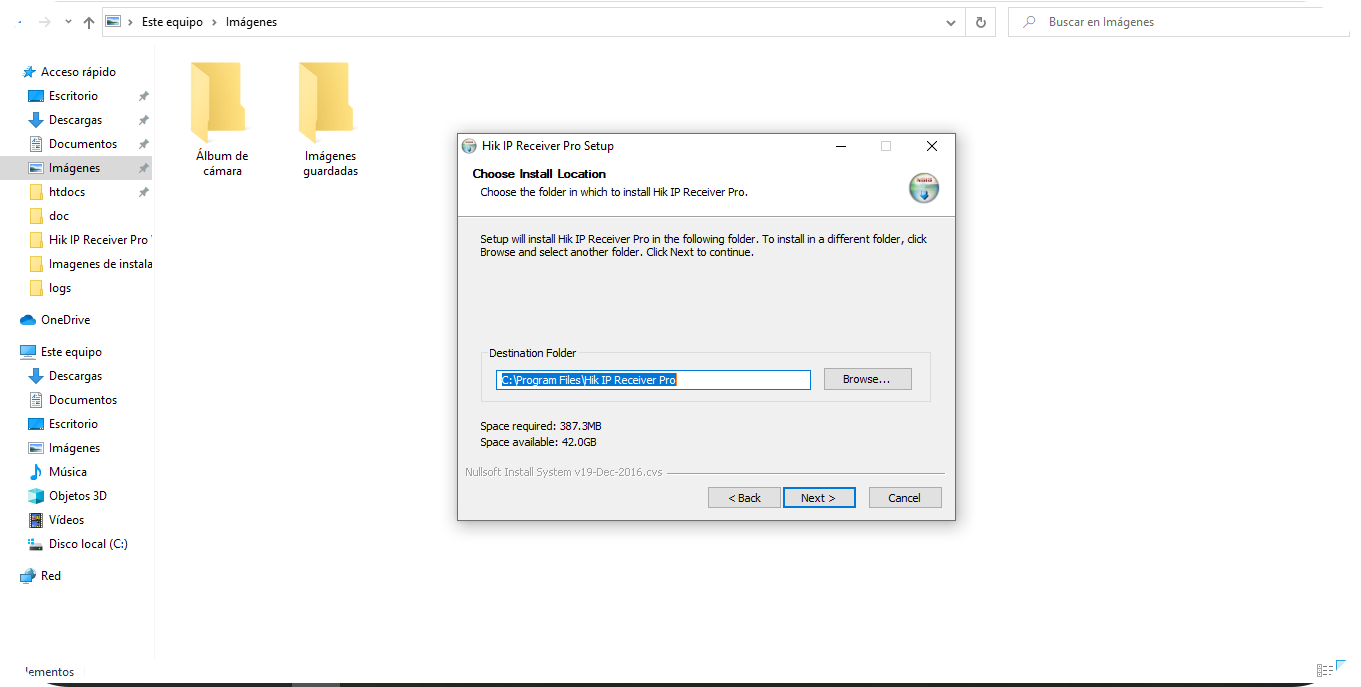 Este equipo > Imágenes
Buscar en Imágenes
Acceso rápido
Escritorio
Descargas
Documentos
Imágenes
htdocs
doc
Hik IP Receiver Pro
Imagenes de instala
logs
OneDrive
Este equipo
Descargas
Documentos
Escritorio
Imágenes
Música
Objetos 3D
Vídeos
Disco local (C:)
Red
Álbum de
cámara
Imágenes
guardadas
Hik IP Receiver Pro Setup
Choose Install Location
Choose the folder in which to install Hik IP Receiver Pro.
Setup will install Hik IP Receiver Pro in the following folder. To install in a different folder, click
Browse and select another folder. Click Next to continue.
Destination Folder
C:\Program Files\Hik IP Receiver Pro
Browse...
Space required: 387.3MB
Space available: 42.0GB
Nullsoft Install System v19-Dec-2016.cvs
< Back
Next >
Cancel
lementos